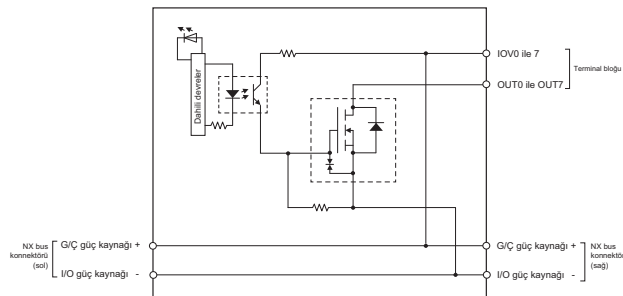 IOV0 ile 7
OUT0 ile OUT7
Terminal bloğu
Dahili devreler
NX bus
konnektörü
(sol)
G/Ç güç kaynağı +
I/O güç kaynağı -
G/Ç güç kaynağı +
I/O güç kaynağı -
NX bus
konnektörü
(sağ)